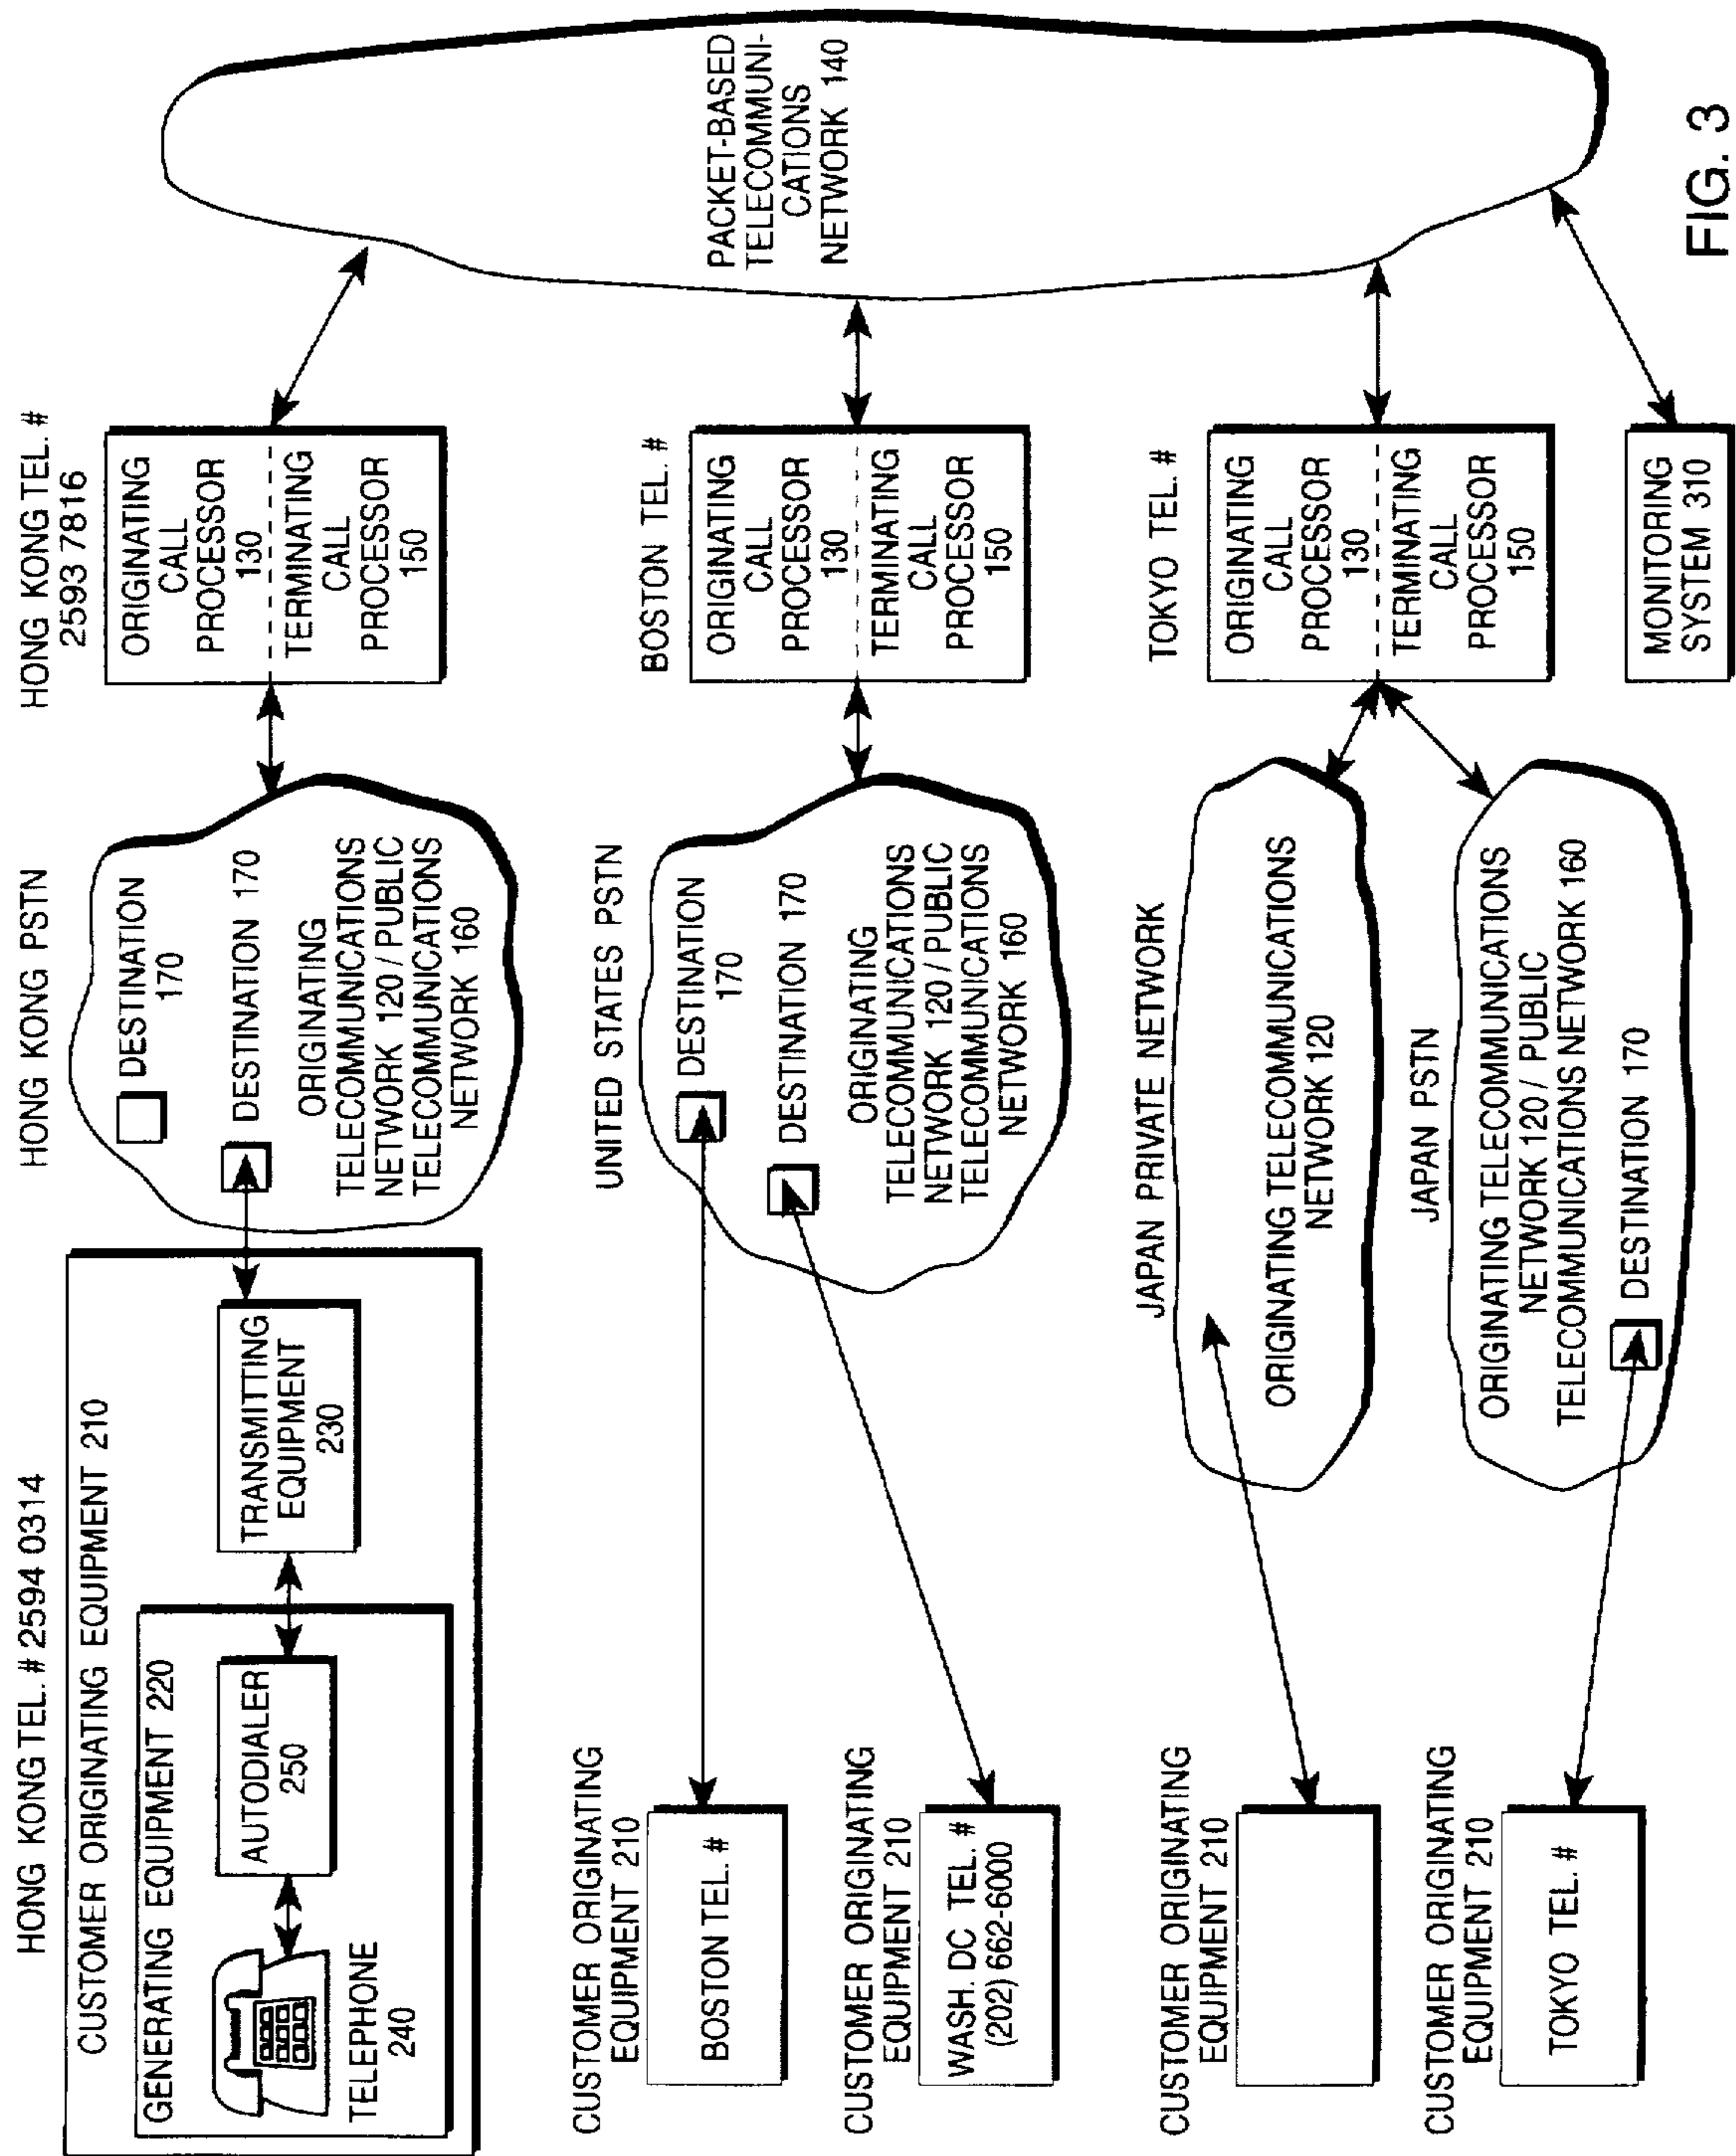 HONG KONG TEL. # 2594 0314
CUSTOMER ORIGINATING EQUIPMENT 210
GENERATING EQUIPMENT 220
TELEPHONE
240
AUTODIALER
250
TRANSMITTING
EQUIPMENT
230
HONG KONG PSTN
DESTINATION
170
DESTINATION 170
ORIGINATING
TELECOMMUNICATIONS
NETWORK 120 / PUBLIC
TELECOMMUNICATIONS
NETWORK 160
HONG KONG TEL. #
2593 7816
ORIGINATING
CALL
PROCESSOR
130
TERMINATING
CALL
PROCESSOR
150
CUSTOMER ORIGINATING
EQUIPMENT 210
BOSTON TEL. #
CUSTOMER ORIGINATING
EQUIPMENT 210
WASH. DC TEL. #
(202) 662-6000
UNITED STATES PSTN
DESTINATION
170
DESTINATION 170
ORIGINATING
TELECOMMUNICATIONS
NETWORK 120 / PUBLIC
TELECOMMUNICATIONS
NETWORK 160
BOSTON TEL. #
ORIGINATING
CALL
PROCESSOR
130
TERMINATING
CALL
PROCESSOR
150
PACKET-BASED
TELECOMMUNI-
CATIONS
NETWORK 140
CUSTOMER ORIGINATING
EQUIPMENT 210
CUSTOMER ORIGINATING
EQUIPMENT 210
TOKYO TEL. #
JAPAN PRIVATE NETWORK
ORIGINATING TELECOMMUNICATIONS
NETWORK 120
JAPAN PSTN
ORIGINATING TELECOMMUNICATIONS
NETWORK 120 / PUBLIC
TELECOMMUNICATIONS NETWORK 160
DESTINATION 170
TOKYO TEL. #
ORIGINATING
CALL
PROCESSOR
130
TERMINATING
CALL
PROCESSOR
150
MONITORING
SYSTEM 310
FIG. 3